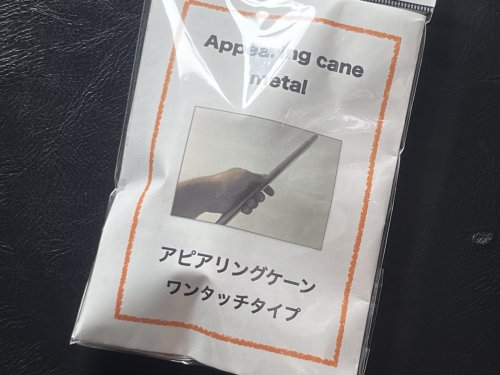 Appearing cane
metal
アピアリングケーン
ワンタッチタイプ